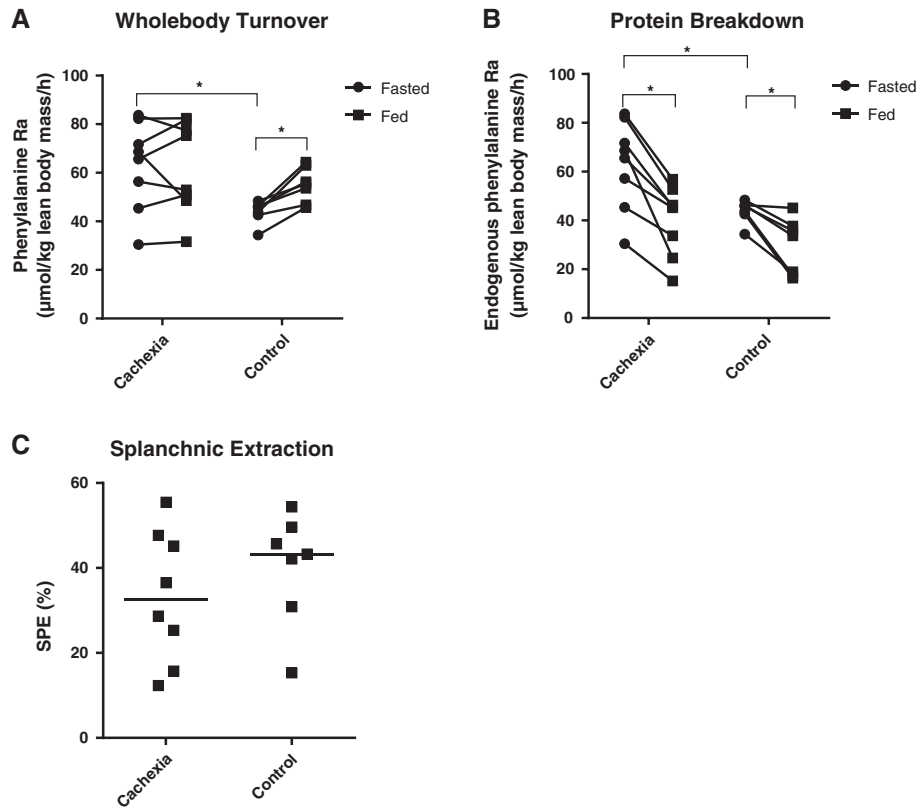 A
Wholebody Turnover
Phenylalanine Ra
(µmol/kg lean body mass/h)
100
80
60
40
20
0
*
*
Fasted
Fed
Cachexia
Control
B
Protein Breakdown
Endogenous phenylalanine Ra
(µmol/kg lean body mass/h)
100
80
60
40
20
0
*
*
*
Fasted
Fed
Cachexia
Control
C
Splanchnic Extraction
SPE (%)
60
40
20
0
Cachexia
Control